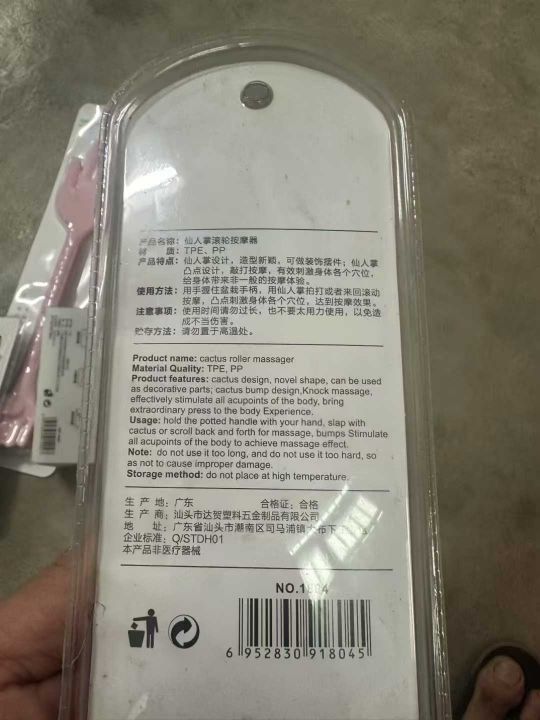 产品名称：仙人掌滚轮按摩器
材 质：TPE、PP
产品特点：仙人掌设计，造型新颖，可做装饰摆件；仙人掌
凸点设计，敲打按摩，有效刺激身体各个穴位，
给身体带来非一般的按摩体验。
使用方法：用手握住盆栽手柄，用仙人掌拍打或者来回滚动
按摩，凸点刺激身体各个穴位，达到按摩效果。
注意事项：使用时间请勿过长，也不要太用力使用，以免造
成不当伤害。
贮存方法：请勿置于高温处。
Product name: cactus roller massager
Material Quality: TPE, PP
Product features: cactus design, novel shape, can be used
as decorative parts; cactus bump design,Knock massage,
effectively stimulate all acupoints of the body, bring
extraordinary press to the body Experience.
Usage: hold the potted handle with your hand, slap with
cactus or scroll back and forth for massage, bumps Stimulate
all acupoints of the body to achieve massage effect.
Note: do not use it too long, and do not use it too hard, so
as not to cause improper damage.
Storage method: do not place at high temperature.
生 产 地：广东 合格证：合格
生 产 商：汕头市达贺塑料五金制品有限公司
地 址：广东省汕头市潮南区司马浦镇大布下
企业标准：Q/STDH01
本产品非医疗器械
NO.1804
6 952830 918045